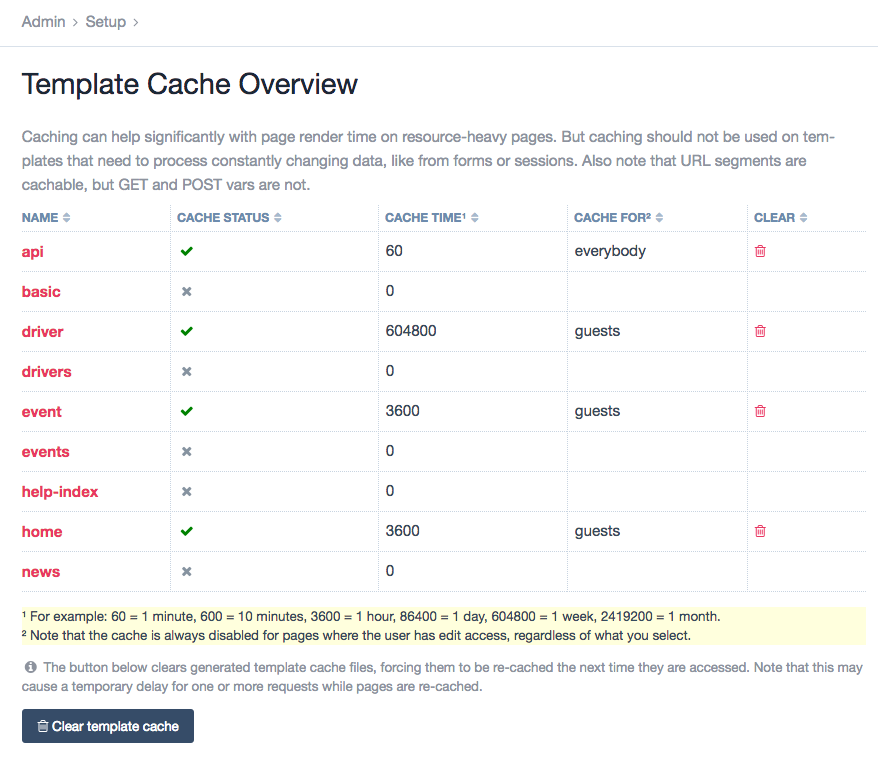 Admin > Setup >
Template Cache Overview
Caching can help significantly with page render time on resource-heavy pages. But caching should not be used on tem-
plates that need to process constantly changing data, like from forms or sessions. Also note that URL segments are
cachable, but GET and POST vars are not.
NAME CACHE STATUS CACHE TIME¹ CACHE FOR² CLEAR
api ✔ 60 everybody
basic ✖ 0
driver ✔ 604800 guests
drivers ✖ 0
event ✔ 3600 guests
events ✖ 0
help-index ✖ 0
home ✔ 3600 guests
news ✖ 0
¹ For example: 60 = 1 minute, 600 = 10 minutes, 3600 = 1 hour, 86400 = 1 day, 604800 = 1 week, 2419200 = 1 month.
² Note that the cache is always disabled for pages where the user has edit access, regardless of what you select.
The button below clears generated template cache files, forcing them to be re-cached the next time they are accessed. Note that this may
cause a temporary delay for one or more requests while pages are re-cached.
Clear template cache